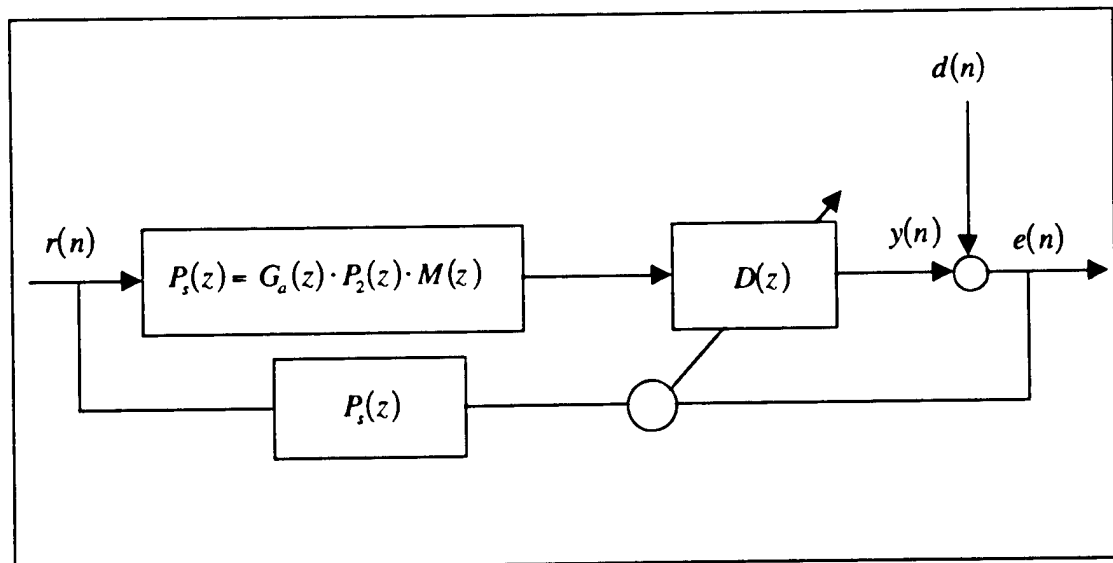 d(n)
r(n)
P_s(z) = G_a(z) · P_2(z) · M(z)
D(z)
y(n)
e(n)
P_s(z)